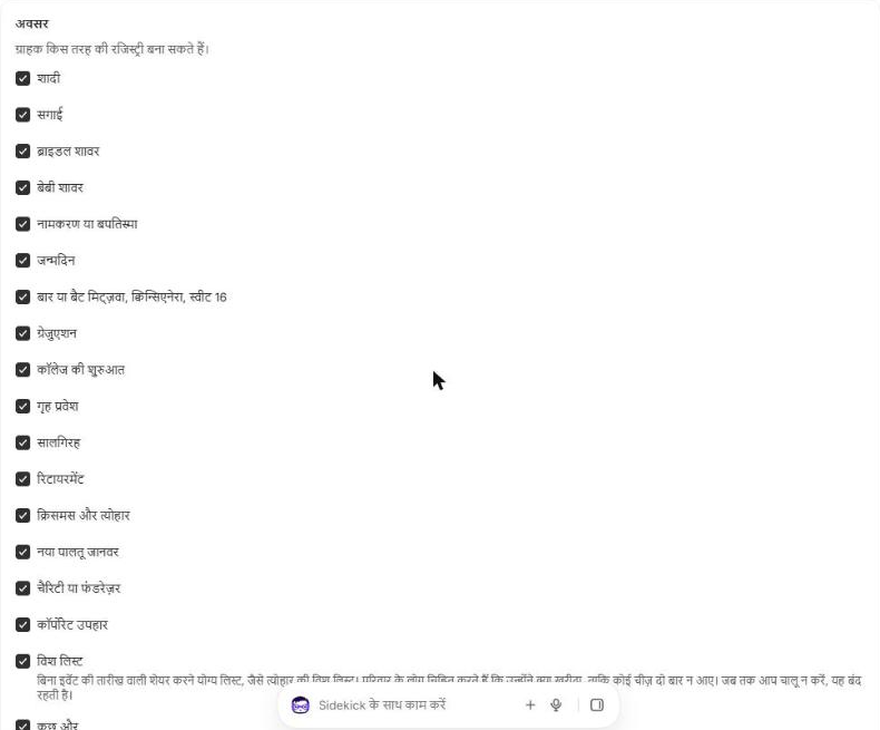 अवसर
ग्राहक किस तरह की रजिस्ट्री बना सकते हैं।
शादी
सगाई
ब्राइडल शावर
बेबी शावर
नामकरण या बपतिस्मा
जन्मदिन
बार या बैट मिट्ज़वा, क्विन्सिएनेरा, स्वीट 16
ग्रेजुएशन
कॉलेज की शुरुआत
गृह प्रवेश
सालगिरह
रिटायरमेंट
क्रिसमस और त्योहार
नया पालतू जानवर
चैरिटी या फंडरेज़र
कॉर्पोरेट उपहार
विश लिस्ट
बिना इवेंट की तारीख वाली शेयर करने योग्य लिस्ट, जैसे त्योहार की विश लिस्ट। परिवार के लोग चिह्नित करते हैं कि उन्होंने क्या खरीदा, ताकि कोई चीज़ दो बार न आए। जब तक आप चालू न करें, यह बंद
रहती है।
Sidekick के साथ काम करें
कुछ और